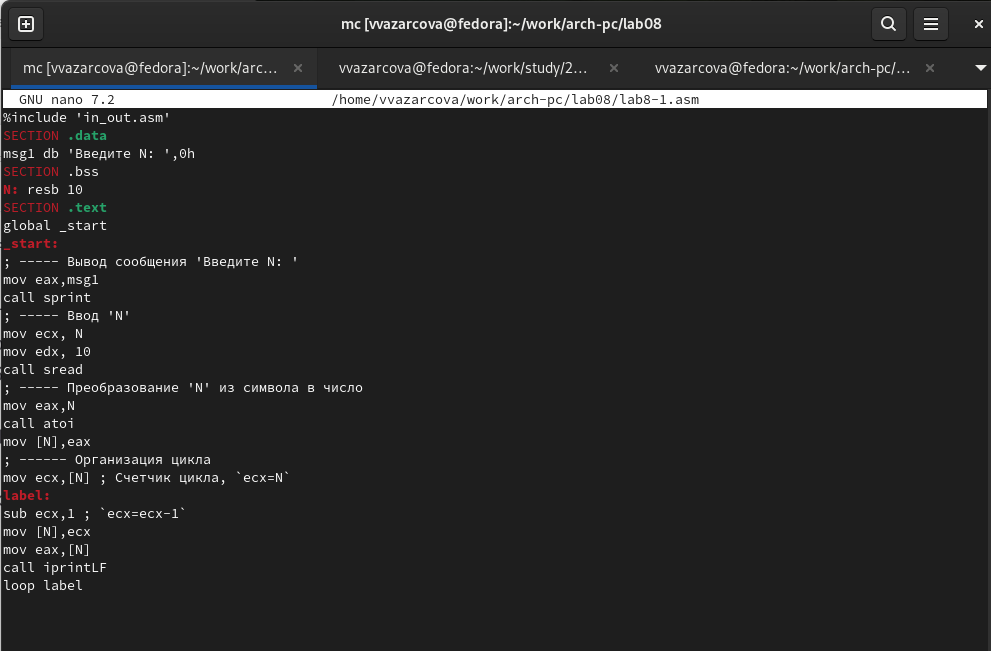 mc [vvazarcova@fedora]:~/work/arch-pc/lab08
mc [vvazarcova@fedora]:~/work/arc...
vvazarcova@fedora:~/work/study/2...
vvazarcova@fedora:~/work/arch-pc/...
GNU nano 7.2 /home/vvazarcova/work/arch-pc/lab08/lab8-1.asm
%include 'in_out.asm'
SECTION .data
msg1 db 'Введите N: ',0h
SECTION .bss
N: resb 10
SECTION .text
global _start
_start:
; ----- Вывод сообщения 'Введите N: '
mov eax,msg1
call sprint
; ----- Ввод 'N'
mov ecx, N
mov edx, 10
call sread
; ----- Преобразование 'N' из символа в число
mov eax,N
call atoi
mov [N],eax
; ------ Организация цикла
mov ecx,[N] ; Счетчик цикла, `ecx=N`
label:
sub ecx,1 ; `ecx=ecx-1`
mov [N],ecx
mov eax,[N]
call iprintLF
loop label